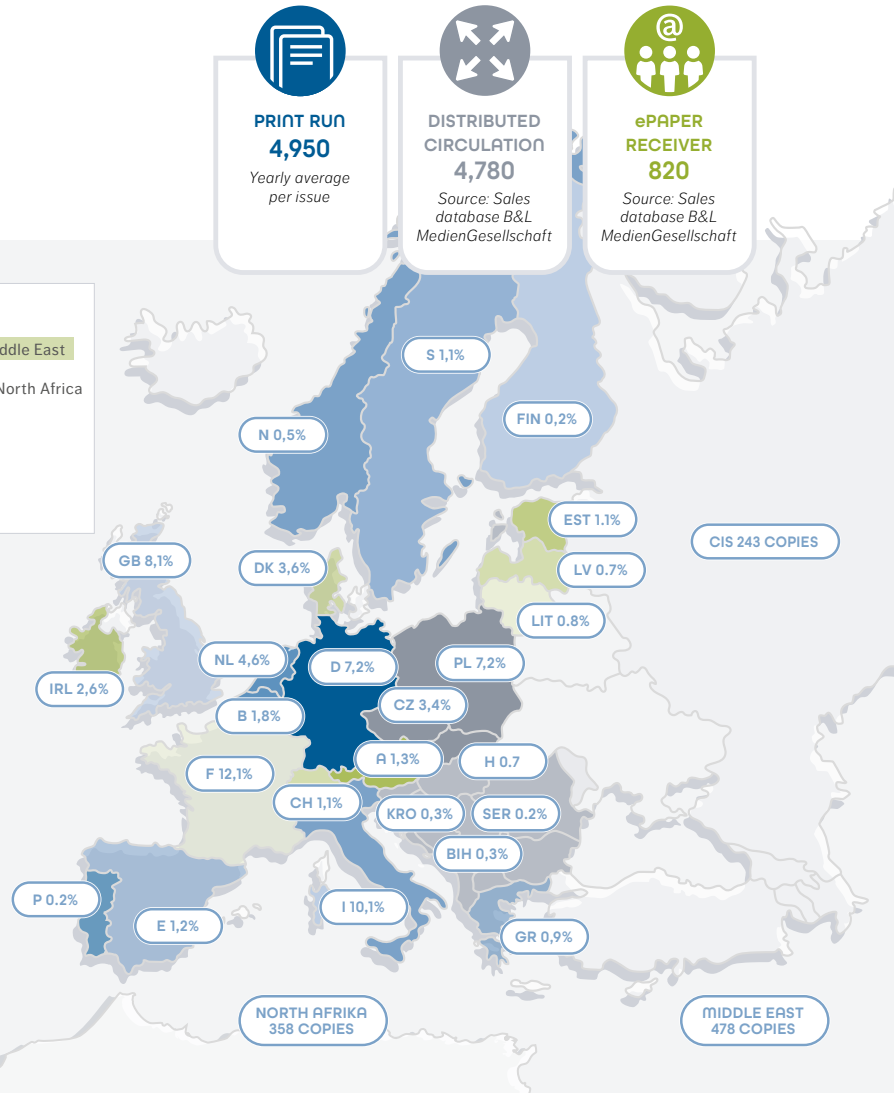 @
PRINT RUN
4,950
Yearly average
per issue
DISTRIBUTED
CIRCULATION
4,780
Source: Sales
database B&L
MedienGesellschaft
ePAPER
RECEIVER
820
Source: Sales
database B&L
MedienGesellschaft
ddle East
North Africa
S 1,1%
FIN 0,2%
N 0,5%
EST 1.1%
CIS 243 COPIES
GB 8,1%
DK 3,6%
LV 0.7%
LIT 0.8%
NL 4,6%
D 7,2%
PL 7,2%
IRL 2,6%
CZ 3,4%
B 1,8%
A 1,3%
H 0.7
F 12,1%
CH 1,1%
KRO 0,3%
SER 0.2%
BIH 0,3%
P 0.2%
I 10,1%
E 1,2%
GR 0,9%
NORTH AFRIKA
358 COPIES
MIDDLE EAST
478 COPIES